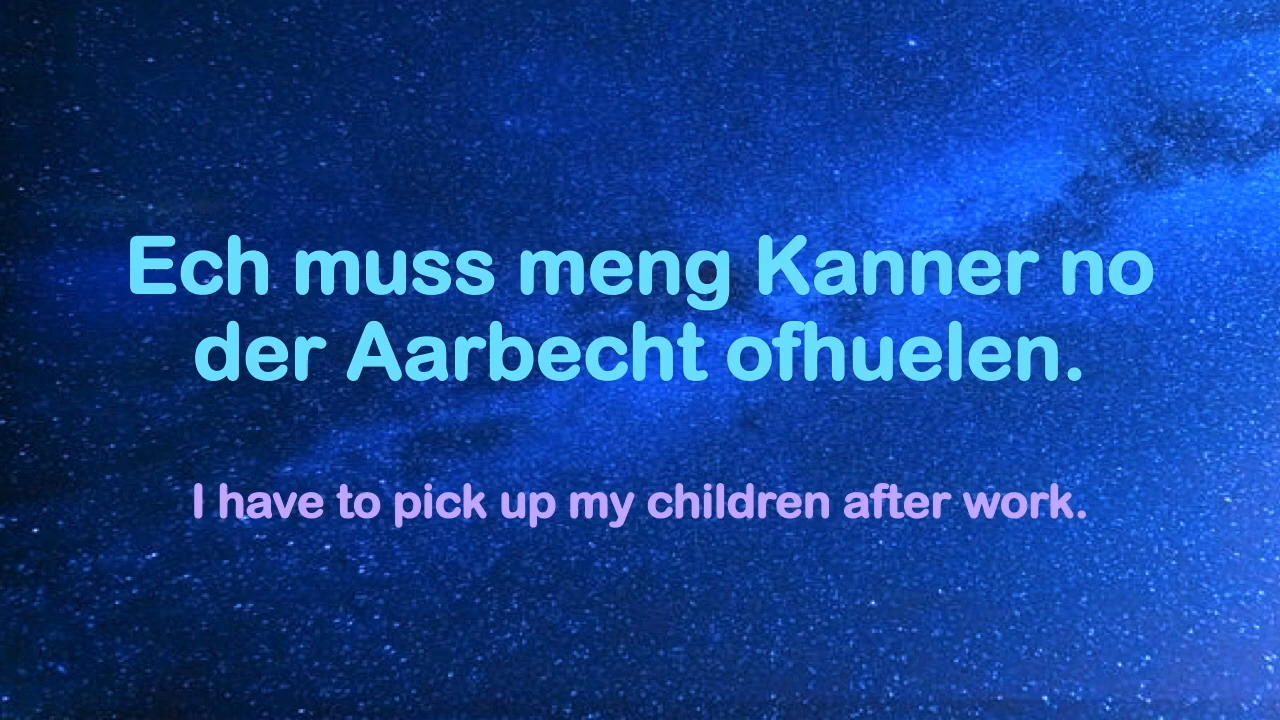 Ech muss meng Kanner no
der Aarbecht ofhuelen.
I have to pick up my children after work.